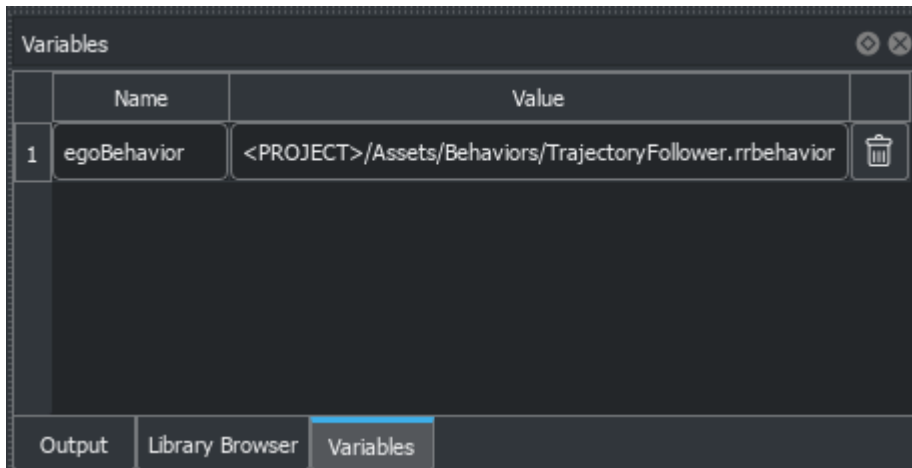 Variables
Name Value
1 egoBehavior <PROJECT>/Assets/Behaviors/TrajectoryFollower.rrbehavior
Output Library Browser Variables